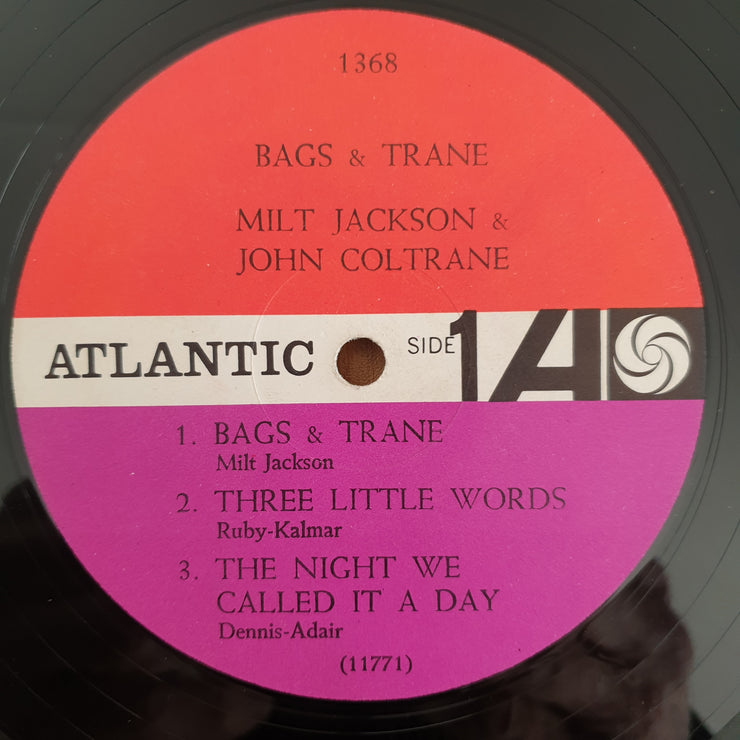 1368
BAGS & TRANE
MILT JACKSON &
JOHN COLTRANE
ATLANTIC SIDE 1 A
1. BAGS & TRANE
Milt Jackson
2. THREE LITTLE WORDS
Ruby-Kalmar
3. THE NIGHT WE
CALLED IT A DAY
Dennis-Adair
(11771)